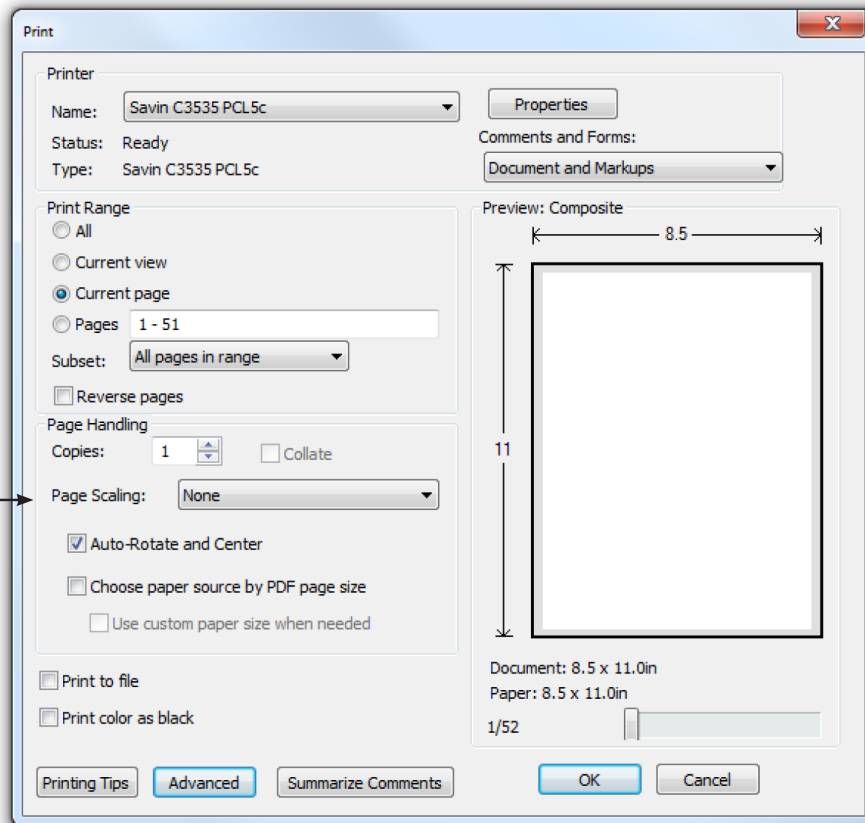 Print
Printer
Name: Savin C3535 PCL5c Properties
Status: Ready Comments and Forms:
Type: Savin C3535 PCL5c Document and Markups
Print Range
All
Current view
Current page
Pages 1 - 51
Subset: All pages in range
Reverse pages
Page Handling
Copies: 1 Collate
Page Scaling: None
Auto-Rotate and Center
Choose paper source by PDF page size
Use custom paper size when needed
Print to file
Print color as black
Preview: Composite
8.5
11
Document: 8.5 x 11.0in
Paper: 8.5 x 11.0in
1/52
Printing Tips Advanced Summarize Comments OK Cancel